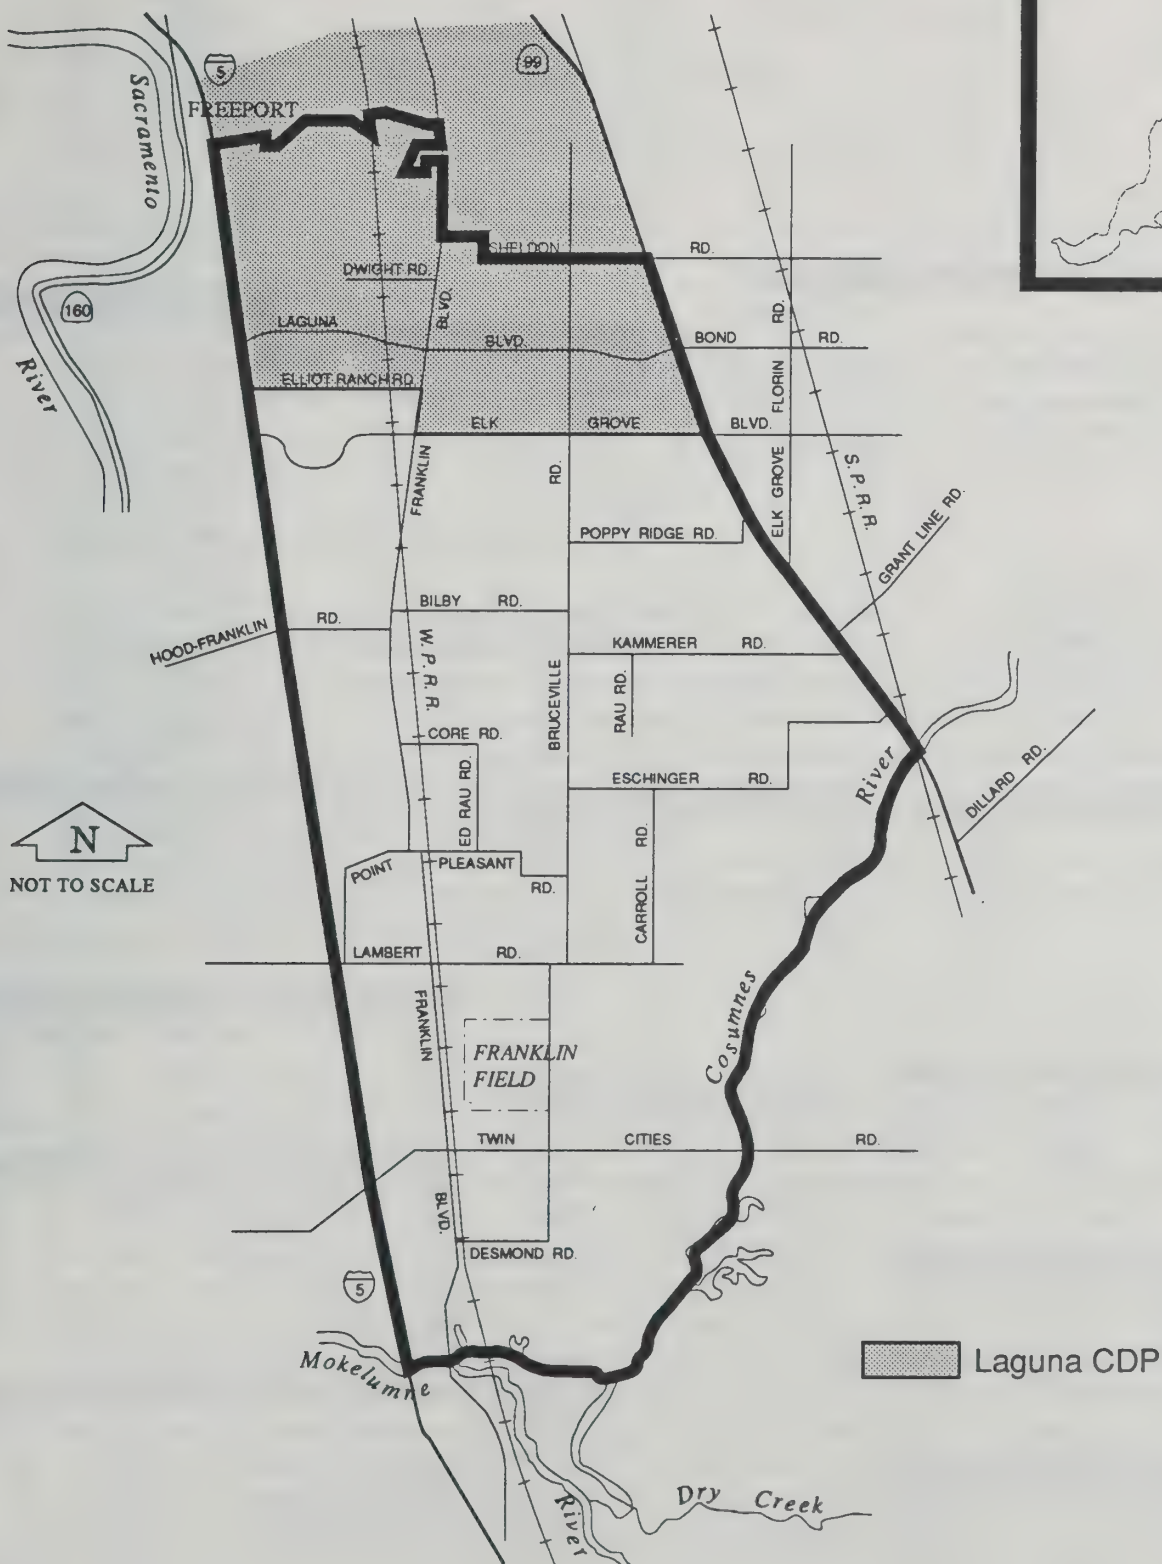 5
99
FREEPORT
Sacramento
River
160
SHELDON RD.
DWIGHT RD.
LAGUNA BLVD.
BLVD.
BOND RD.
ELLIOT RANCH RD.
ELK GROVE BLVD.
ELK GROVE FLORIN RD.
S. P. R. R.
FRANKLIN
RD.
POPPY RIDGE RD.
GRANT LINE RD.
BILBY RD.
HOOD-FRANKLIN RD.
W. P. R. R.
KAMMERER RD.
BRUCEVILLE
RAU RD.
CORE RD.
ED RAU RD.
ESCHINGER RD.
River
DILLARD RD.
N
NOT TO SCALE
POINT PLEASANT RD.
CARROLL RD.
LAMBERT RD.
FRANKLIN
Cosumnes
FRANKLIN
FIELD
TWIN CITIES RD.
BLVD.
DESMOND RD.
5
Mokelumne
Laguna CDP
River
Dry Creek